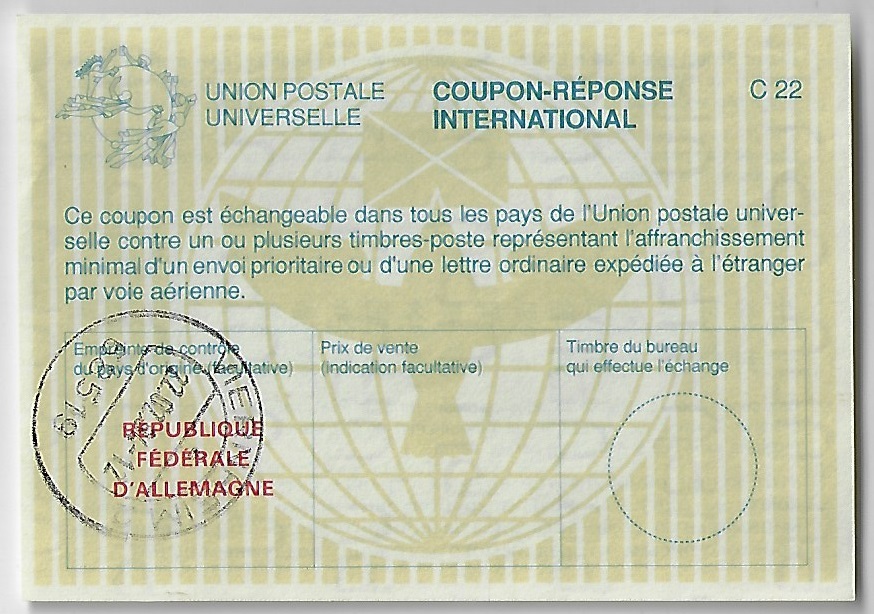 UNION POSTALE
UNIVERSELLE
COUPON-RÉPONSE
INTERNATIONAL
C 22
Ce coupon est échangeable dans tous les pays de l'Union postale univer-
selle contre un ou plusieurs timbres-poste représentant l'affranchissement
minimal d'un envoi prioritaire ou d'une lettre ordinaire expédiée à l'étranger
par voie aérienne.
Empreinte de contrôle
du pays d'origine (facultative)
Prix de vente
(indication facultative)
Timbre du bureau
qui effectue l'échange
RÉPUBLIQUE
FÉDÉRALE
D'ALLEMAGNE